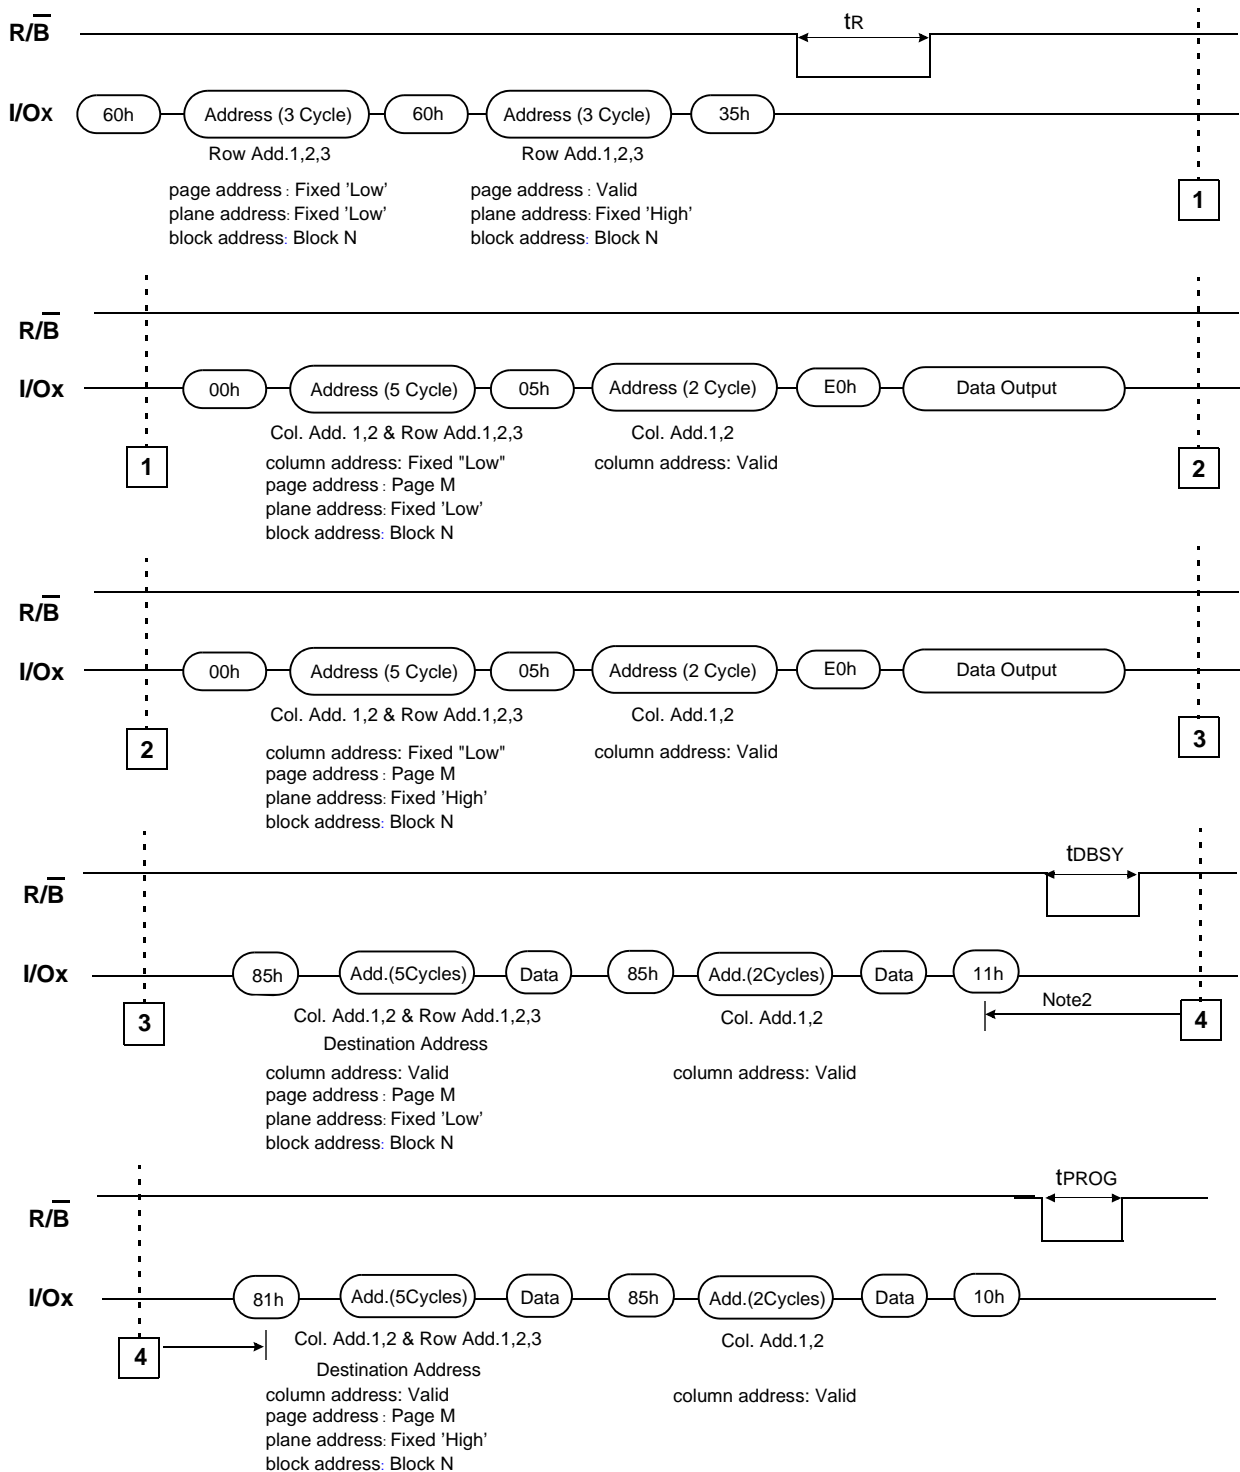 R/B tR
I/Ox 60h Address (3 Cycle) 60h Address (3 Cycle) 35h
Row Add.1,2,3 Row Add.1,2,3
page address : Fixed 'Low' page address : Valid
plane address: Fixed 'Low' plane address: Fixed 'High'
block address: Block N block address: Block N
1
R/B
I/Ox 00h Address (5 Cycle) 05h Address (2 Cycle) E0h Data Output
Col. Add. 1,2 & Row Add.1,2,3 Col. Add.1,2
1 column address: Fixed "Low" column address: Valid 2
page address : Page M
plane address: Fixed 'Low'
block address: Block N
R/B
I/Ox 00h Address (5 Cycle) 05h Address (2 Cycle) E0h Data Output
Col. Add. 1,2 & Row Add.1,2,3 Col. Add.1,2
2 column address: Fixed "Low" column address: Valid 3
page address : Page M
plane address: Fixed 'High'
block address: Block N
R/B tDBSY
I/Ox 85h Add.(5Cycles) Data 85h Add.(2Cycles) Data 11h
Note2
3 Col. Add.1,2 & Row Add.1,2,3 Col. Add.1,2 4
Destination Address
column address: Valid column address: Valid
page address : Page M
plane address: Fixed 'Low'
block address: Block N
R/B tPROG
I/Ox 81h Add.(5Cycles) Data 85h Add.(2Cycles) Data 10h
4 Col. Add.1,2 & Row Add.1,2,3 Col. Add.1,2
Destination Address
column address: Valid column address: Valid
page address : Page M
plane address: Fixed 'High'
block address: Block N